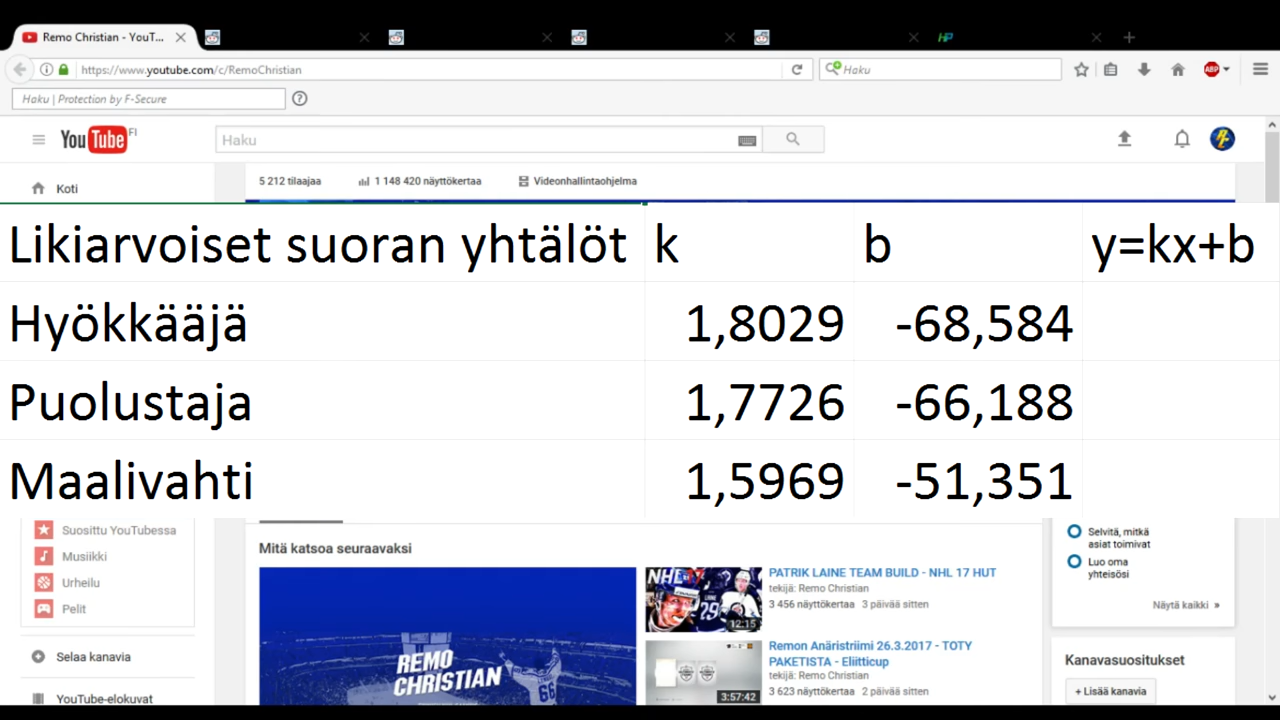 Remo Christian - YouT...
https://www.youtube.com/c/RemoChristian
Haku
Haku | Protection by F-Secure
YouTube FI
Haku
Koti
5 212 tilaajaa
1 148 420 näyttökertaa
Videonhallintaohjelma
Likiarvoiset suoran yhtälöt k b y=kx+b
Hyökkääjä 1,8029 -68,584
Puolustaja 1,7726 -66,188
Maalivahti 1,5969 -51,351
Suosittu YouTubessa
Musiikki
Urheilu
Pelit
Selaa kanavia
YouTube-elokuvat
Mitä katsoa seuraavaksi
REMO
CHRISTIAN
66
NHL 17
29
12:15
PATRIK LAINE TEAM BUILD - NHL 17 HUT
tekijä: Remo Christian
3 456 näyttökertaa 3 päivää sitten
3:57:42
Remon Anäristriimi 26.3.2017 - TOTY
PAKETISTA - Eliitticup
tekijä: Remo Christian
3 623 näyttökertaa 2 päivää sitten
Selvitä, mitkä
asiat toimivat
Luo oma
yhteisösi
Näytä kaikki »
Kanavasuositukset
+ Lisää kanavia